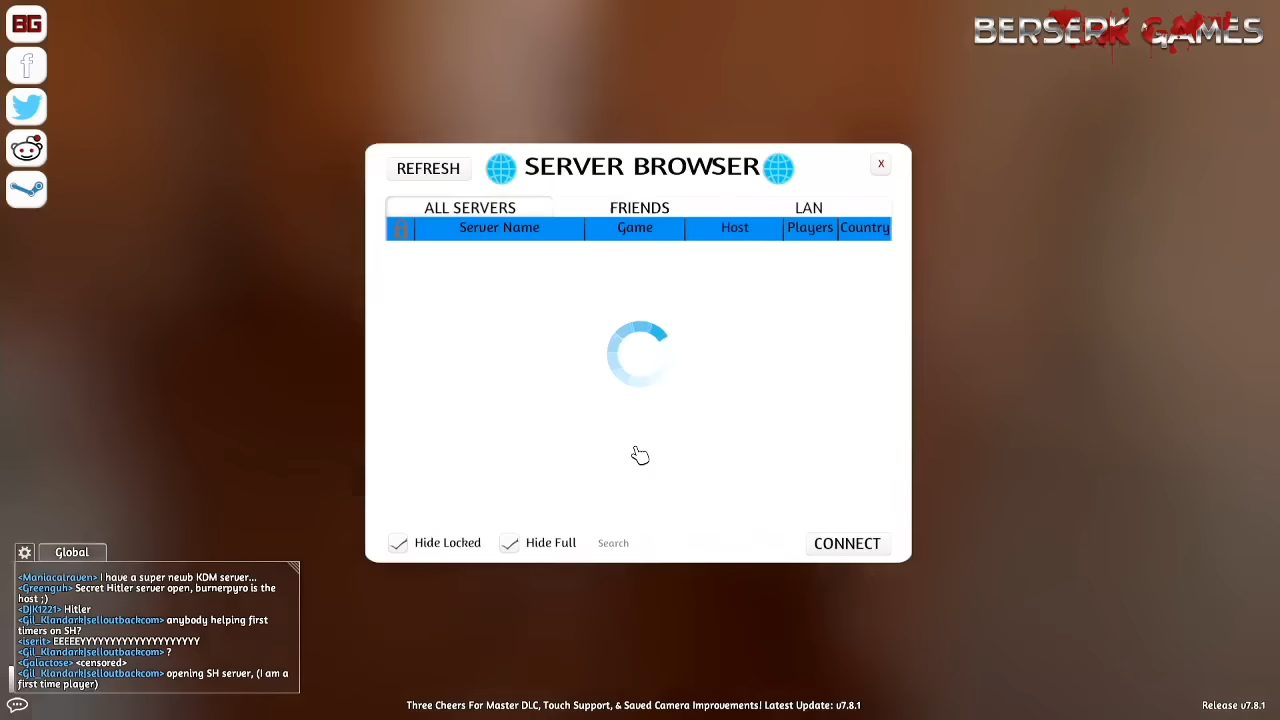 BG
BERSERK GAMES
f
REFRESH
SERVER BROWSER
X
ALL SERVERS
FRIENDS
LAN
Server Name
Game
Host
Players
Country
Hide Locked
Hide Full
Search
CONNECT
Global
<Maniacalraven> I have a super newb KDM server...
<Greenguh> Secret Hitler server open, burnerpyro is the
host ;)
<DJK1221> Hitler
<Gil_Klandark|selloutbackcom> anybody helping first
timers on SH?
<iserit> EEEEEYYYYYYYYYYYYYYYYYYYYY
<Gil_Klandark|selloutbackcom> ?
<Galactose> <censored>
<Gil_Klandark|selloutbackcom> opening SH server, (I am a
first time player)
Three Cheers For Master DLC, Touch Support, & Saved Camera Improvements! Latest Update: v7.8.1
Release v7.8.1